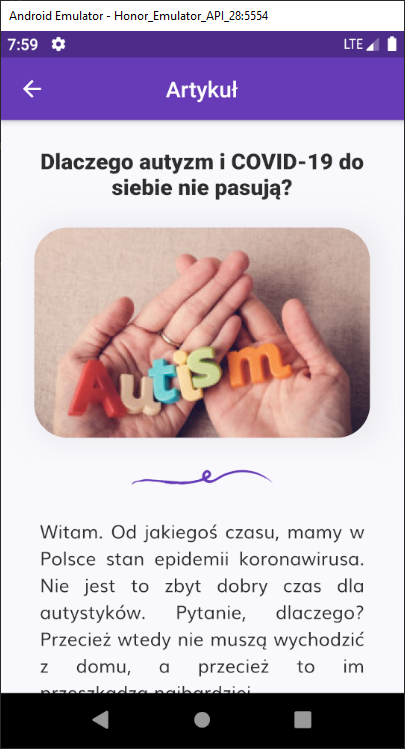 Android Emulator - Honor_Emulator_API_28:5554
7:59 LTE
Artykuł
Dlaczego autyzm i COVID-19 do
siebie nie pasują?
Autism
Witam. Od jakiegoś czasu, mamy w
Polsce stan epidemii koronawirusa.
Nie jest to zbyt dobry czas dla
autystyków. Pytanie, dlaczego?
Przecież wtedy nie muszą wychodzić
z domu, a przecież to im
przeszkadza najbardziej